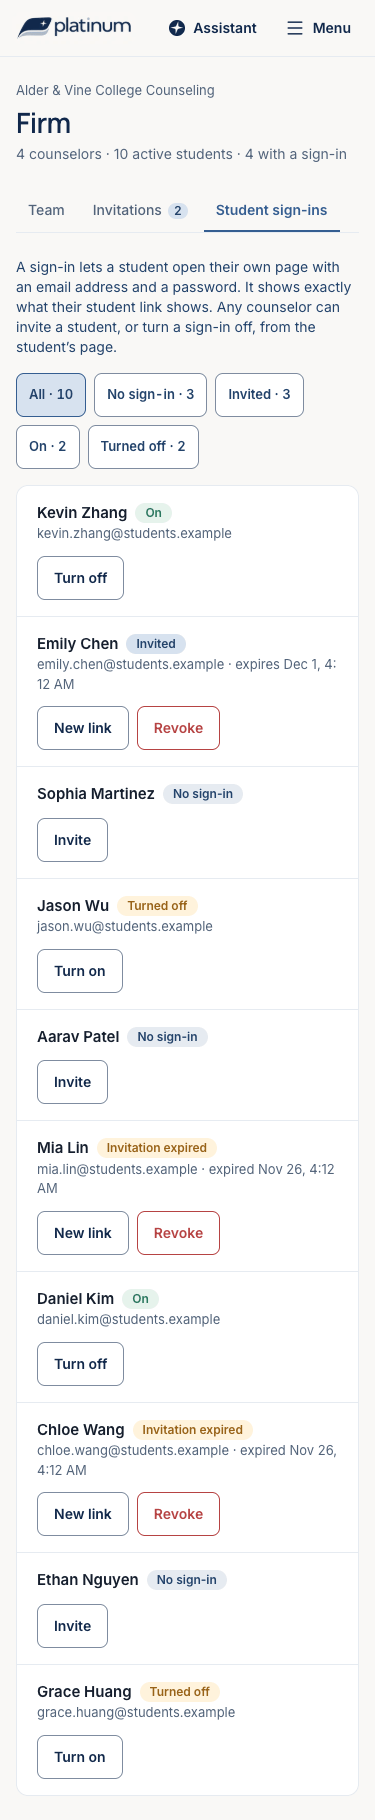 platinum
Assistant
Menu
Alder & Vine College Counseling
Firm
4 counselors · 10 active students · 4 with a sign-in
Team
Invitations 2
Student sign-ins
A sign-in lets a student open their own page with
an email address and a password. It shows exactly
what their student link shows. Any counselor can
invite a student, or turn a sign-in off, from the
student's page.
All · 10
No sign-in · 3
Invited · 3
On · 2
Turned off · 2
Kevin Zhang On
kevin.zhang@students.example
Turn off
Emily Chen Invited
emily.chen@students.example · expires Dec 1, 4:
12 AM
New link
Revoke
Sophia Martinez No sign-in
Invite
Jason Wu Turned off
jason.wu@students.example
Turn on
Aarav Patel No sign-in
Invite
Mia Lin Invitation expired
mia.lin@students.example · expired Nov 26, 4:12
AM
New link
Revoke
Daniel Kim On
daniel.kim@students.example
Turn off
Chloe Wang Invitation expired
chloe.wang@students.example · expired Nov 26,
4:12 AM
New link
Revoke
Ethan Nguyen No sign-in
Invite
Grace Huang Turned off
grace.huang@students.example
Turn on